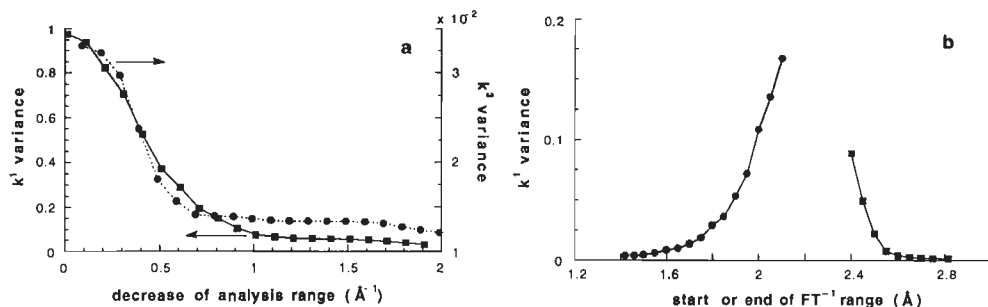 x 10⁻²
a
1
0.8
0.6
0.4
0.2
0
k¹ variance
3
2
1
k³ variance
0
0.5
1
1.5
2
decrease of analysis range (Å⁻¹)
b
0.2
0.1
0
k¹ variance
1.2
1.6
2
2.4
2.8
start or end of FT⁻¹ range (Å)